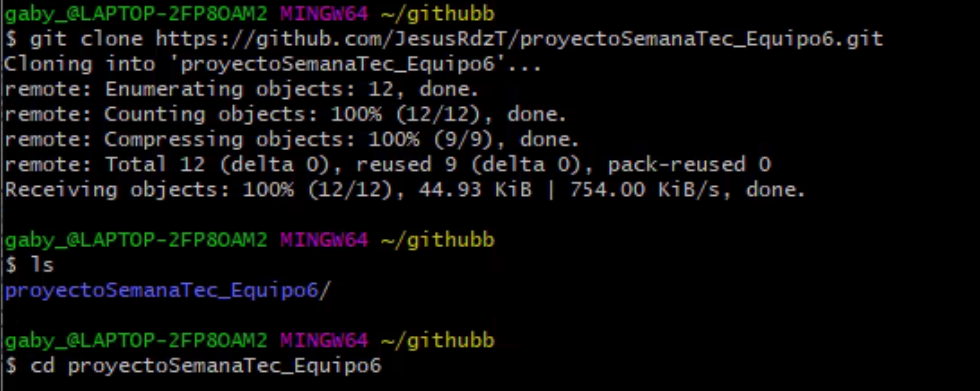 gaby_@LAPTOP-2FP8OAM2 MINGW64 ~/githubb
$ git clone https://github.com/JesusRdzT/proyectoSemanaTec_Equipo6.git
Cloning into 'proyectoSemanaTec_Equipo6'...
remote: Enumerating objects: 12, done.
remote: Counting objects: 100% (12/12), done.
remote: Compressing objects: 100% (9/9), done.
remote: Total 12 (delta 0), reused 9 (delta 0), pack-reused 0
Receiving objects: 100% (12/12), 44.93 KiB | 754.00 KiB/s, done.
gaby_@LAPTOP-2FP8OAM2 MINGW64 ~/githubb
$ ls
proyectoSemanaTec_Equipo6/
gaby_@LAPTOP-2FP8OAM2 MINGW64 ~/githubb
$ cd proyectoSemanaTec_Equipo6